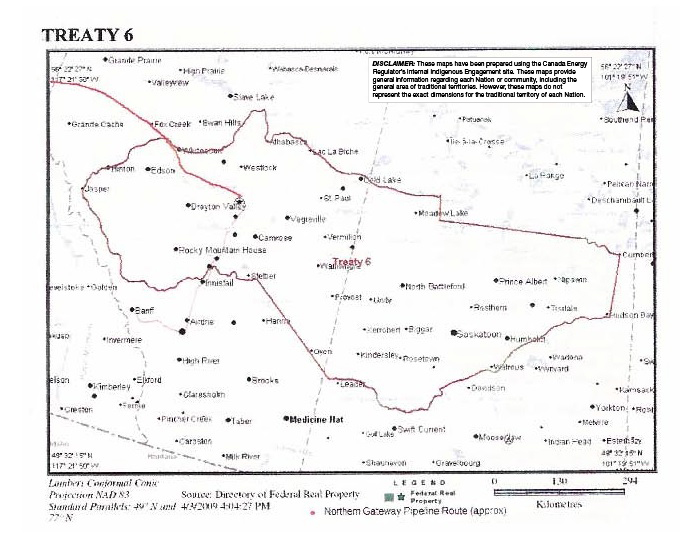 TREATY 6
DISCLAIMER: These maps have been prepared using the Canada Energy
Regulator's Internal Indigenous Engagement site. These maps provide
general information regarding each Nation or community, including the
general area of traditional territories. However, these maps do not
represent the exact dimensions for the traditional territory of each Nation.
Grande Prairie
High Prairie
Wabasca-Desmarais
56° 22' 27" N
117° 21' 50" W
56° 22' 27" N
101° 19' 51" W
N
Valleyview
Slave Lake
Grande Cache
Fox Creek
Swan Hills
Patuanak
Southend
Whitecourt
Athabasca
Ile-a-la-Crosse
Lac La Biche
Hinton
Edson
Westlock
Cold Lake
La Ronge
Jasper
St. Paul
Pelican Narr
Deschambault L
Drayton Valley
Vegreville
Meadow Lake
Camrose
Vermilion
Rocky Mountain House
Wainwright
Treaty 6
Cumber
Stettler
Golden
Innisfail
North Battleford
Prince Albert
Nipawin
Provost
Unity
Rosthern
Tisdale
Banff
Airdrie
Hanna
Hudson Bay
Kerrobert
Biggar
Saskatoon
Humboldt
Invermere
Oyen
Kindersley
Rosetown
Watrous
Wadena
Wynyard
High River
Kimberley
Elkford
Brooks
Leader
Davidson
Kamsack
Claresholm
Creston
Fernie
Yorkton
Pincher Creek
Taber
Medicine Hat
Melville
Cardston
Gull Lake
Swift Current
Moose Jaw
Indian Head
Esterhazy
49° 32' 15" N
117° 21' 50" W
Milk River
Shaunavon
Gravelbourg
49° 32' 15" N
101° 19' 51" W
Lambert Conformal Conic
Projection NAD 83
Standard Parallels: 49° N and
77° N
Source: Directory of Federal Real Property
4/3/2009 4:04:27 PM
LEGEND
Federal Real
Property
Northern Gateway Pipeline Route (approx)
0 130 294
Kilometres